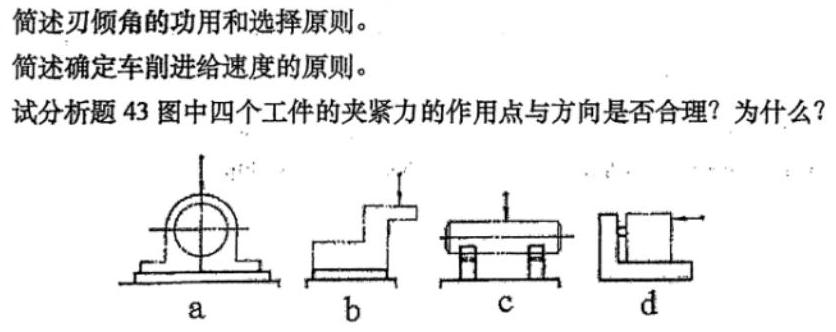 简述刃倾角的功用和选择原则。
简述确定车削进给速度的原则。
试分析题 43 图中四个工件的夹紧力的作用点与方向是否合理？为什么？
a b c d